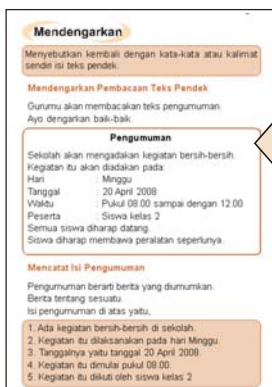 Mendengarkan
Menyebutkan kembali dengan kata-kata atau kalimat
sendiri isi teks pendek.
Mendengarkan Pembacaan Teks Pendek
Gurumu akan membacakan teks pengumuman.
Ayo dengarkan baik-baik.
Pengumuman
Sekolah akan mengadakan kegiatan bersih-bersih.
Kegiatan itu akan diadakan pada:
Hari : Minggu
Tanggal : 20 April 2008
Waktu : Pukul 08.00 sampai dengan 12.00
Peserta : Siswa kelas 2
Semua siswa diharap datang.
Siswa diharap membawa peralatan seperlunya.
Mencatat Isi Pengumuman
Pengumuman berarti berita yang diumumkan.
Berita tentang sesuatu.
Isi pengumuman di atas yaitu,
1. Ada kegiatan bersih-bersih di sekolah.
2. Kegiatan itu dilaksanakan pada hari Minggu.
3. Tanggalnya yaitu tanggal 20 April 2008.
4. Kegiatan itu dimulai pukul 08.00.
5. Kegiatan itu diikuti oleh siswa kelas 2